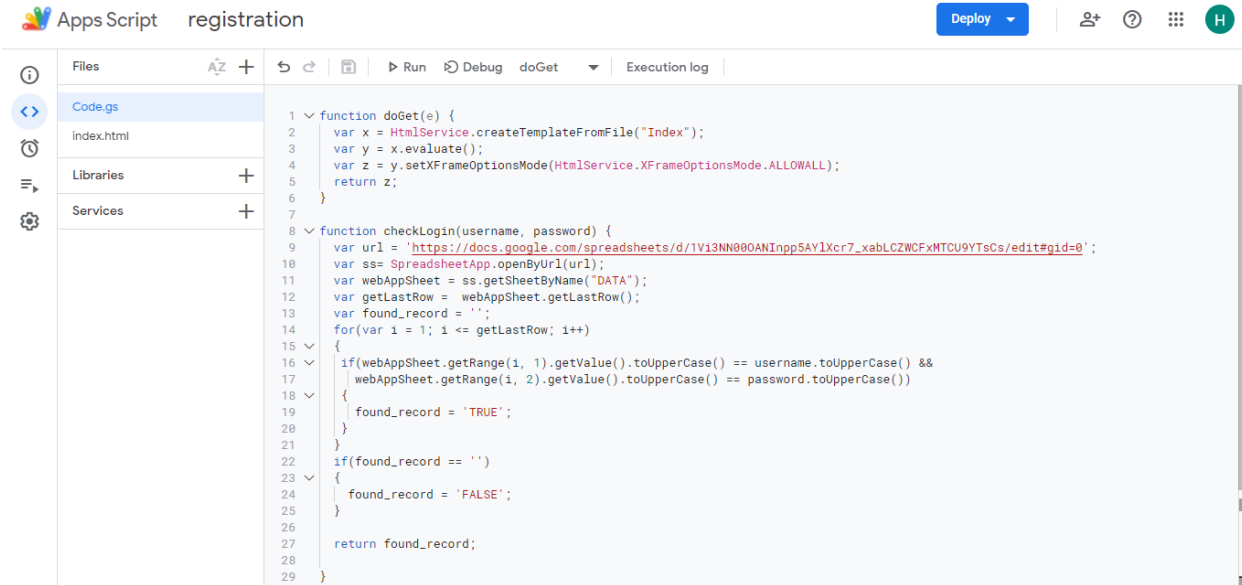 Apps Script registration Deploy H
Files AZ Run Debug doGet Execution log
Code.gs
index.html
Libraries
Services
1 function doGet(e) {
2 var x = HtmlService.createTemplateFromFile("Index");
3 var y = x.evaluate();
4 var z = y.setXFrameOptionsMode(HtmlService.XFrameOptionsMode.ALLOWALL);
5 return z;
6 }
7
8 function checkLogin(username, password) {
9 var url = 'https://docs.google.com/spreadsheets/d/1Vi3NN00OANInpp5AYlXcr7_xabLCZWCFxMTCU9YTsCs/edit#gid=0';
10 var ss= SpreadsheetApp.openByUrl(url);
11 var webAppSheet = ss.getSheetByName("DATA");
12 var getLastRow =  webAppSheet.getLastRow();
13 var found_record = '';
14 for(var i = 1; i <= getLastRow; i++)
15 {
16 if(webAppSheet.getRange(i, 1).getValue().toUpperCase() == username.toUpperCase() &&
17 webAppSheet.getRange(i, 2).getValue().toUpperCase() == password.toUpperCase())
18 {
19 found_record = 'TRUE';
20 }
21 }
22 if(found_record == '')
23 {
24 found_record = 'FALSE';
25 }
26
27 return found_record;
28
29 }